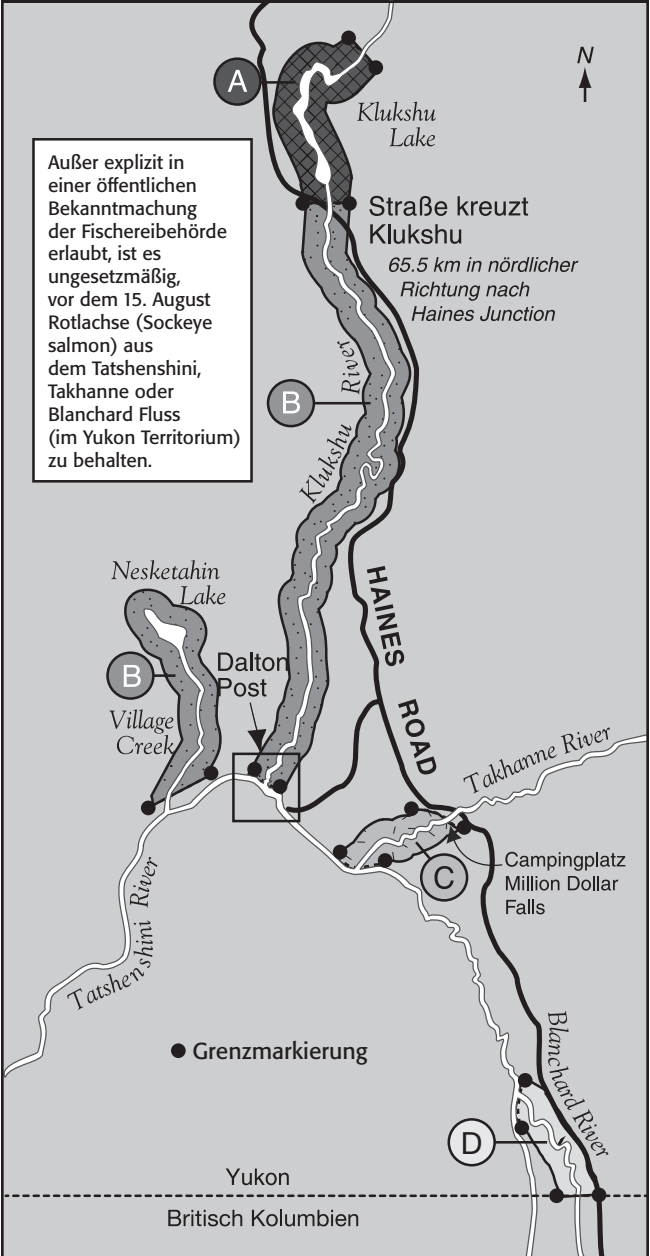 N
A
Klukshu
Lake
Außer explizit in
einer öffentlichen
Bekanntmachung
der Fischereibehörde
erlaubt, ist es
ungesetzmäßig,
vor dem 15. August
Rotlachse (Sockeye
salmon) aus
dem Tatshenshini,
Takhanne oder
Blanchard Fluss
(im Yukon Territorium)
zu behalten.
Straße kreuzt
Klukshu
65.5 km in nördlicher
Richtung nach
Haines Junction
B
Klukshu River
Nesketahin
Lake
HAINES ROAD
B
Dalton
Post
Village
Creek
Takhanne River
C
Campingplatz
Million Dollar
Falls
Tatshenshini River
Grenzmarkierung
Blanchard River
D
Yukon
Britisch Kolumbien